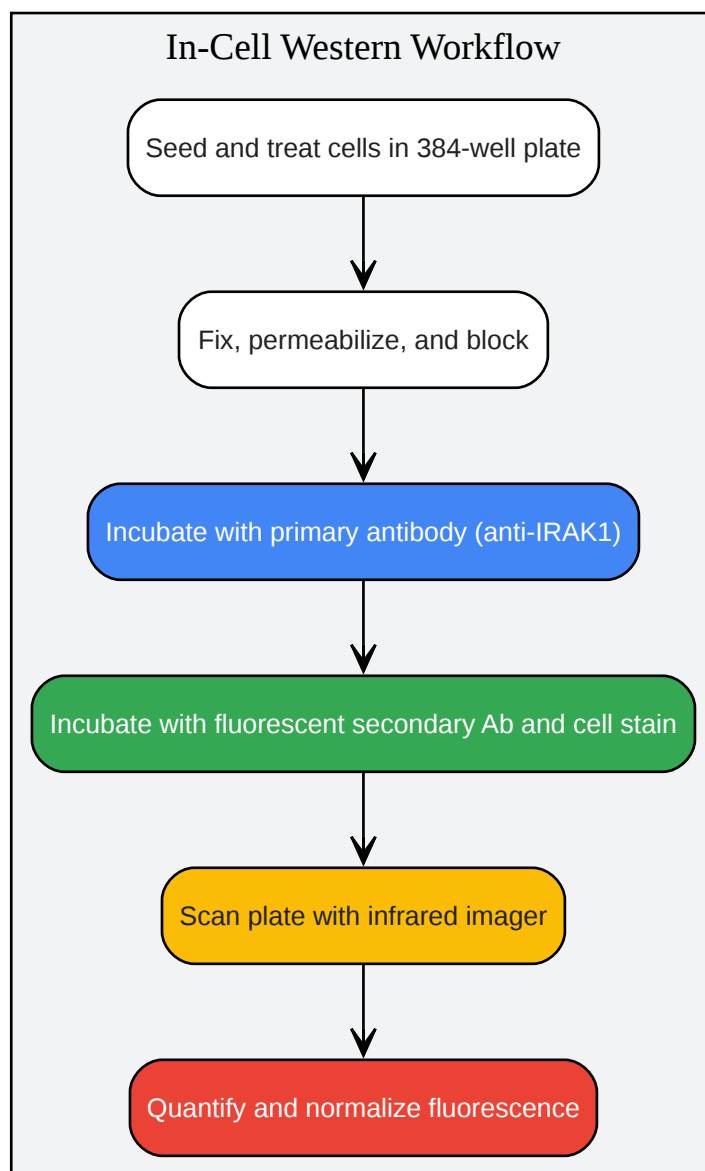 In-Cell Western Workflow
Seed and treat cells in 384-well plate
Fix, permeabilize, and block
Incubate with primary antibody (anti-IRAK1)
Incubate with fluorescent secondary Ab and cell stain
Scan plate with infrared imager
Quantify and normalize fluorescence